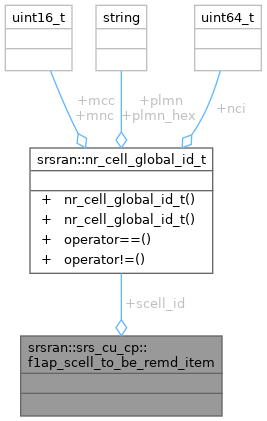 uint16_t
string
uint64_t
+mcc
+mnc
+plmn
+plmn_hex
+nci
srsran::nr_cell_global_id_t
+ nr_cell_global_id_t()
+ nr_cell_global_id_t()
+ operator==()
+ operator!=()
+scell_id
srsran::srs_cu_cp::
f1ap_scell_to_be_remd_item